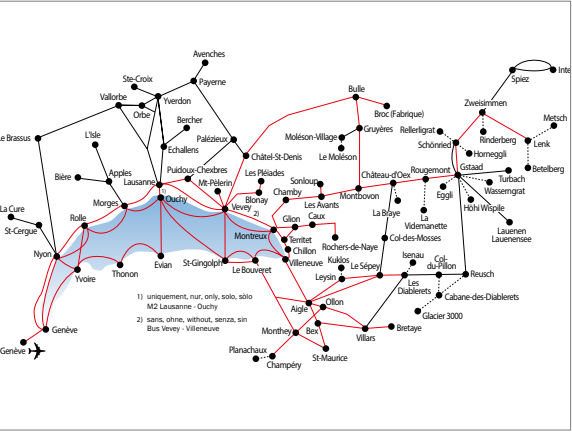 Avenches
Ste-Croix
Payerne
Vallorbe
Yverdon
Orbe
Bercher
Le Brassus
L'Isle
Echallens
Palézieux
Châtel-St-Denis
Bière
Apples
Puidoux-Chexbres
Lausanne
Mt-Pèlerin
Les Pléiades
Blonay
1)
Ouchy
Morges
Vevey
2)
La Cure
St-Cergue
Rolle
Nyon
Yvoire
Thonon
Evian
St-Gingolph
Le Bouveret
Genève
Genève
Bulle
Broc (Fabrique)
Moléson-Village
Gruyères
Le Moléson
Sonloup
Chamby
Les Avants
Montbovon
Château-d'Oex
Rougemont
Glion
Caux
Montreux
Territet
Chillon
Villeneuve
Rochers-de-Naye
Kuklos
Leysin
Le Sépey
La Braye
La
Videmanette
Col-des-Mosses
Isenau
Col-
du-Pillon
Les
Diablerets
Reusch
Cabane-des-Diablerets
Glacier 3000
Aigle
Ollon
Monthey
Bex
Villars
Bretaye
St-Maurice
Planachaux
Champéry
Spiez
Inte
Zweisimmen
Rellerligrat
Schönried
Rinderberg
Horneggli
Metsch
Lenk
Betelberg
Gstaad
Turbach
Wasserngrat
Eggli
Höhi Wispile
Lauenen
Lauenensee
1) uniquement, nur, only, solo, sòlo
M2 Lausanne - Ouchy
2) sans, ohne, without, senza, sin
Bus Vevey - Villeneuve